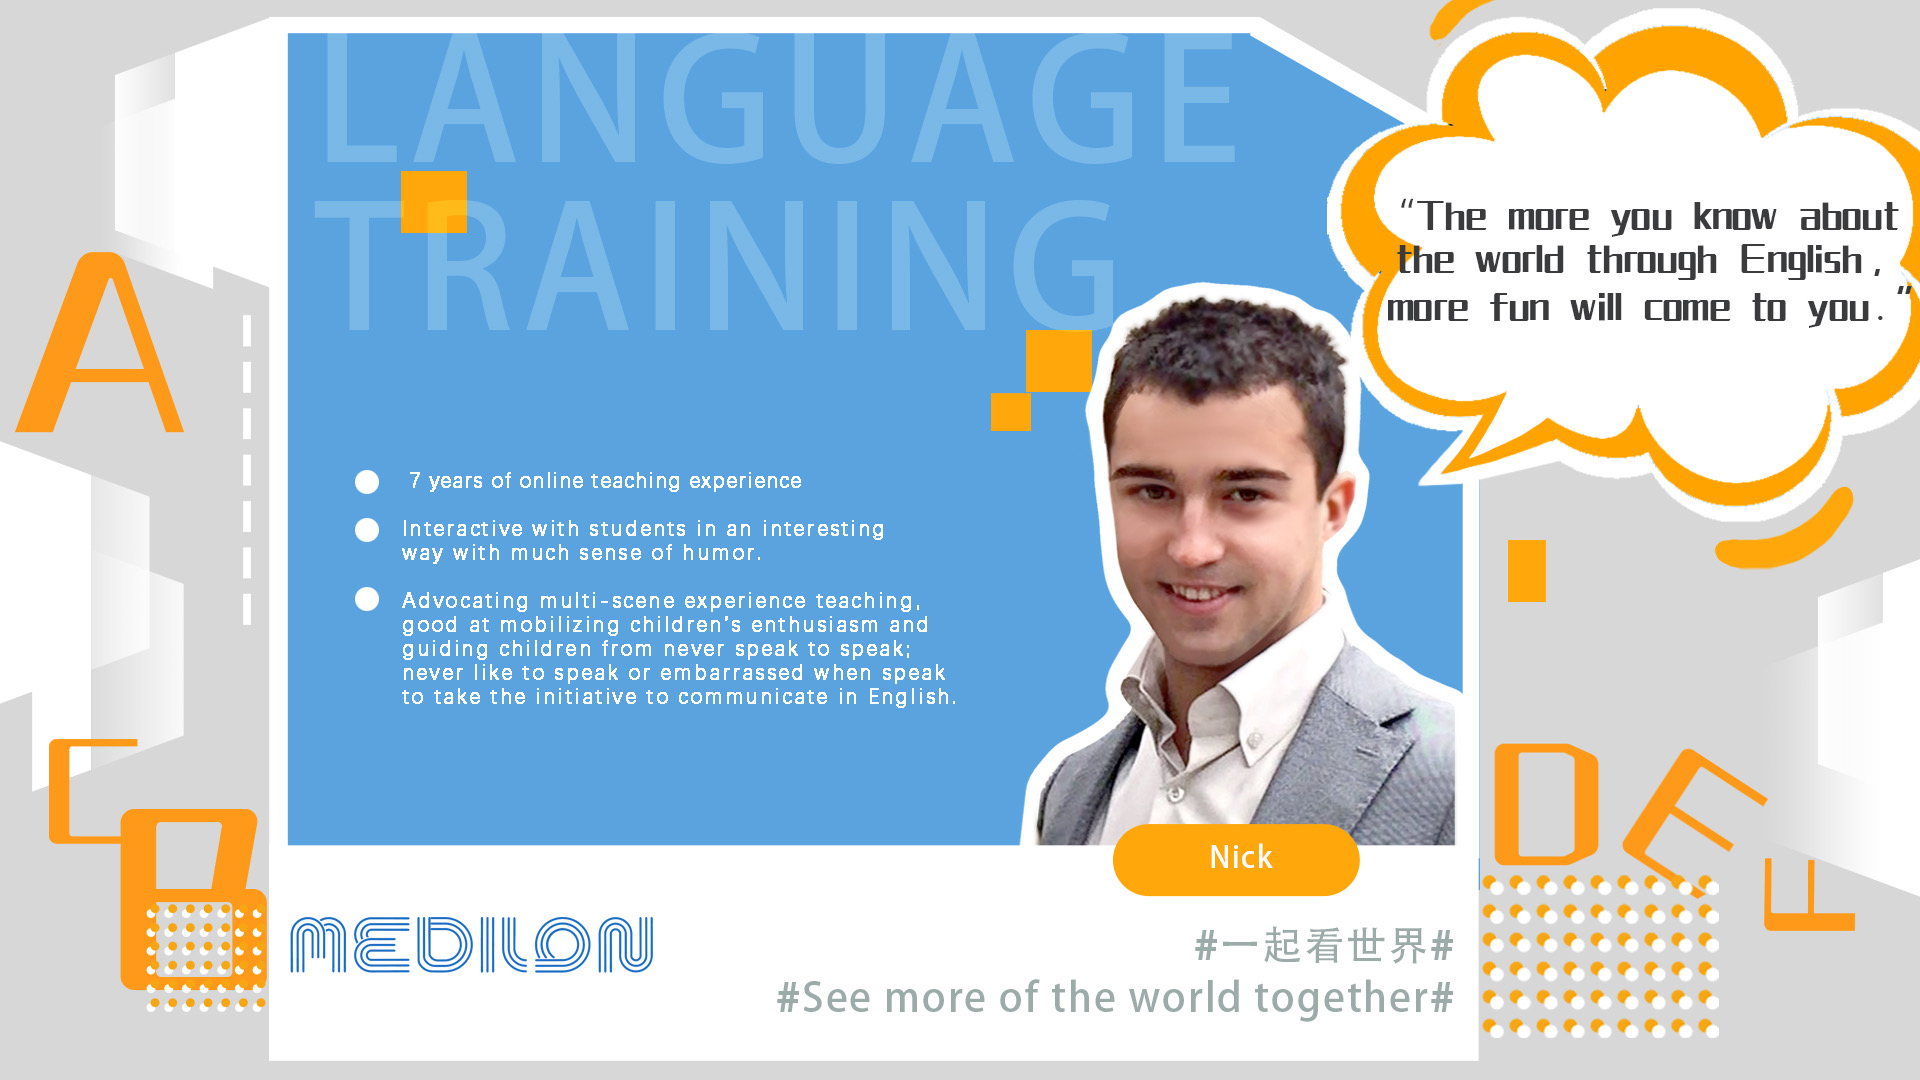 LANGUAGE
TRAINING
“The more you know about
the world through English,
more fun will come to you.”
7 years of online teaching experience
Interactive with students in an interesting
way with much sense of humor.
Advocating multi-scene experience teaching,
good at mobilizing children's enthusiasm and
guiding children from never speak to speak;
never like to speak or embarrassed when speak
to take the initiative to communicate in English.
Nick
MEDILON
#一起看世界#
#See more of the world together#
A
C
B
D
E
F